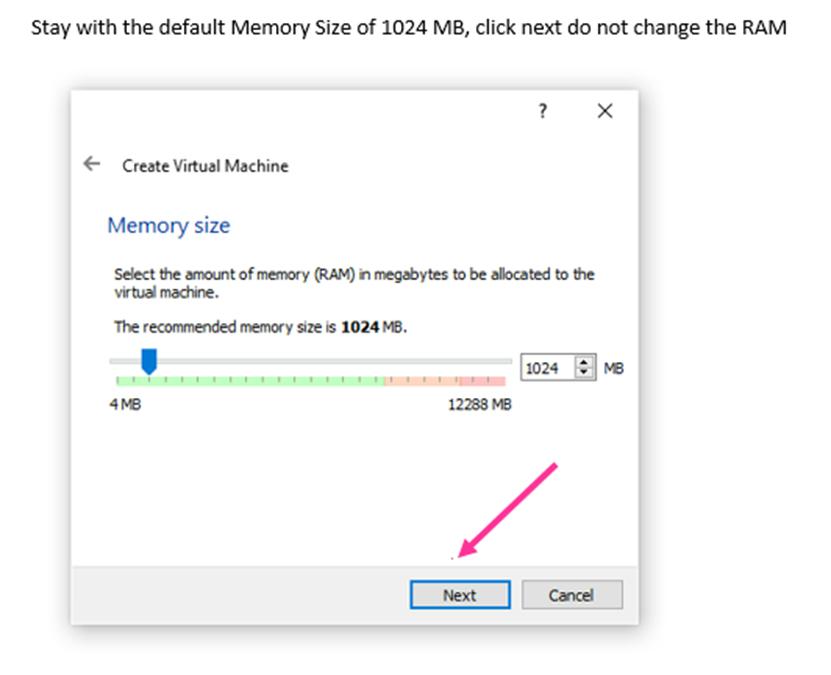 Stay with the default Memory Size of 1024 MB, click next do not change the RAM
?
Create Virtual Machine
Memory size
Select the amount of memory (RAM) in megabytes to be allocated to the
virtual machine.
The recommended memory size is 1024 MB.
1024 MB
4 MB 12288 MB
Next Cancel